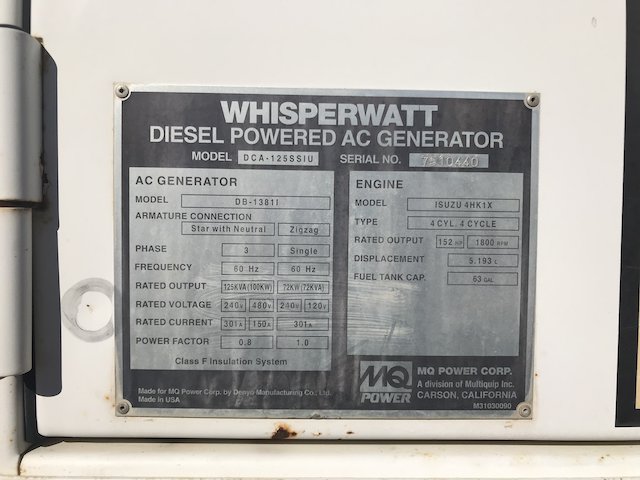 WHISPERWATT
DIESEL POWERED AC GENERATOR
MODEL DCA-125SSIU SERIAL NO. 7310440
AC GENERATOR
MODEL DB-1381I
ARMATURE CONNECTION
Star with Neutral Zigzag
PHASE 3 Single
FREQUENCY 60 Hz 60 Hz
RATED OUTPUT 125KVA (100KW) 72KW (72KVA)
RATED VOLTAGE 240V 480V 240V 120V
RATED CURRENT 301A 150A 301A
POWER FACTOR 0.8 1.0
Class F Insulation System
ENGINE
MODEL ISUZU 4HK1X
TYPE 4 CYL. 4 CYCLE
RATED OUTPUT 152 HP 1800 RPM
DISPLACEMENT 5.193 L
FUEL TANK CAP. 63 GAL
Made for MQ Power Corp. by Denyo Manufacturing Co., Ltd.
Made in USA
MQ
POWER
MQ POWER CORP.
A division of Multiquip Inc.
CARSON, CALIFORNIA
M31030090